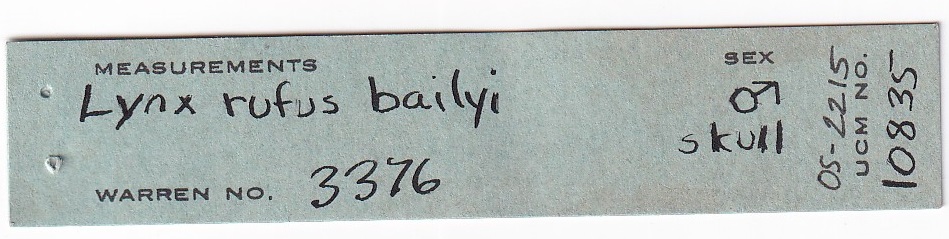 MEASUREMENTS
Lynx rufus bailyi
WARREN NO. 3376
SEX
♂
skull
05-2215
UCM NO.
10835